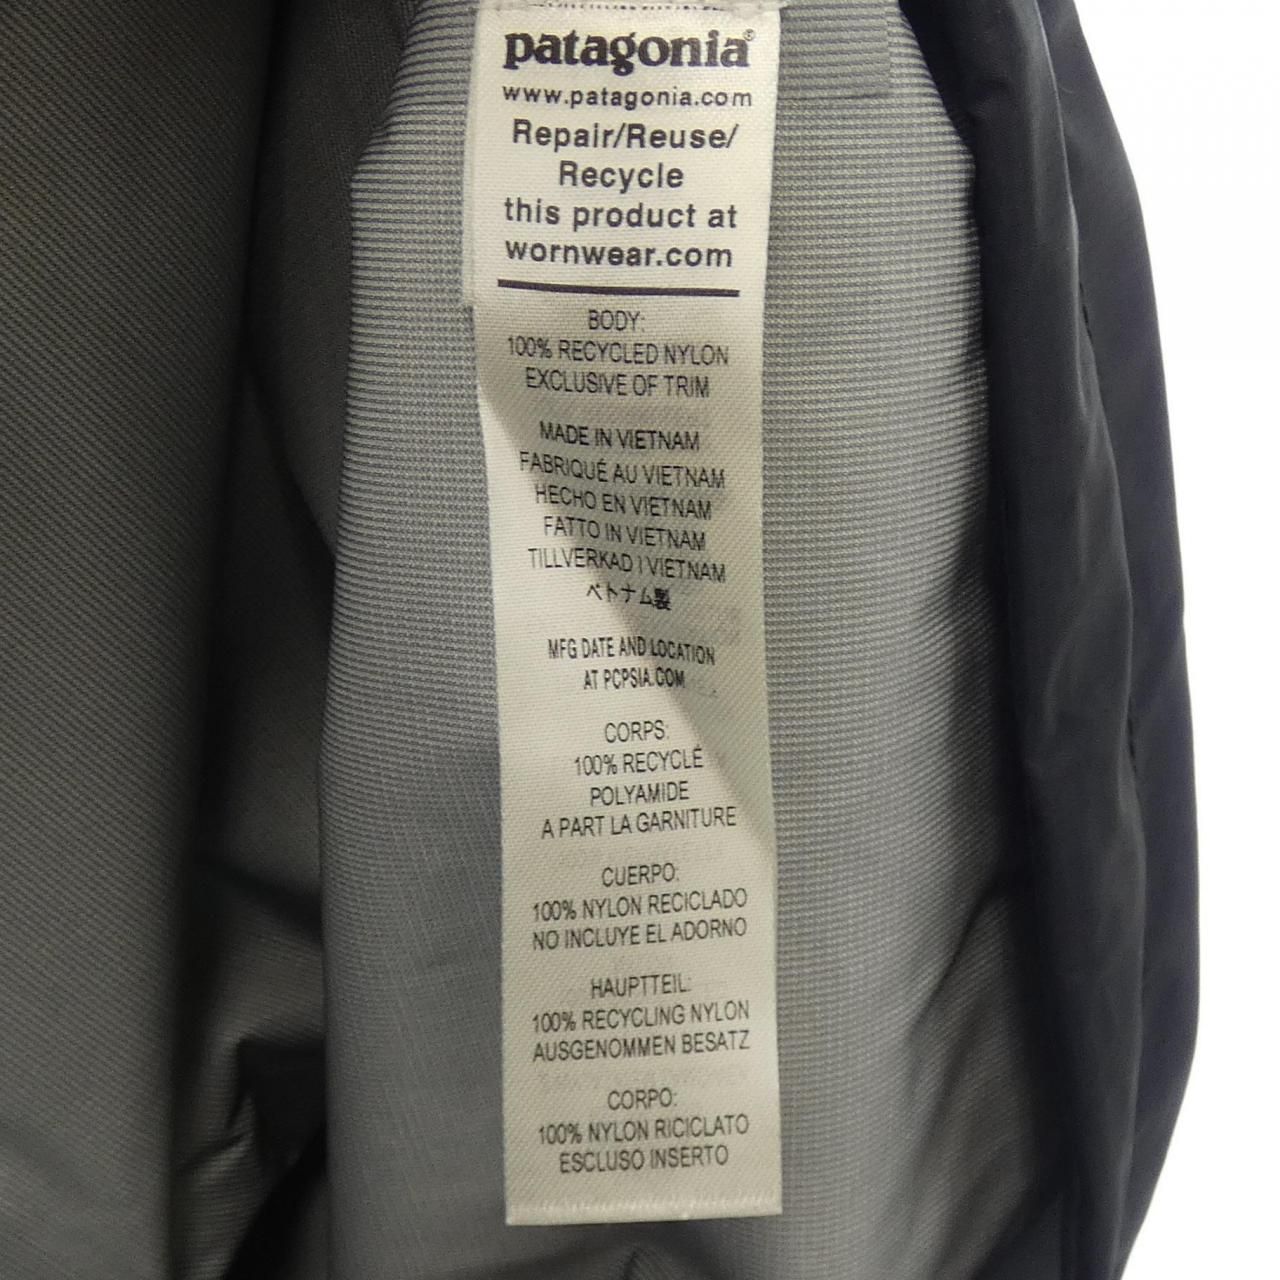 patagonia®
www.patagonia.com
Repair/Reuse/
Recycle
this product at
wornwear.com
BODY:
100% RECYCLED NYLON
EXCLUSIVE OF TRIM
MADE IN VIETNAM
FABRIQUÉ AU VIETNAM
HECHO EN VIETNAM
FATTO IN VIETNAM
TILLVERKAD I VIETNAM
ベトナム製
MFG DATE AND LOCATION
AT PCPSIA.COM
CORPS:
100% RECYCLÉ
POLYAMIDE
A PART LA GARNITURE
CUERPO:
100% NYLON RECICLADO
NO INCLUYE EL ADORNO
HAUPTTEIL:
100% RECYCLING NYLON
AUSGENOMMEN BESATZ
CORPO:
100% NYLON RICICLATO
ESCLUSO INSERTO